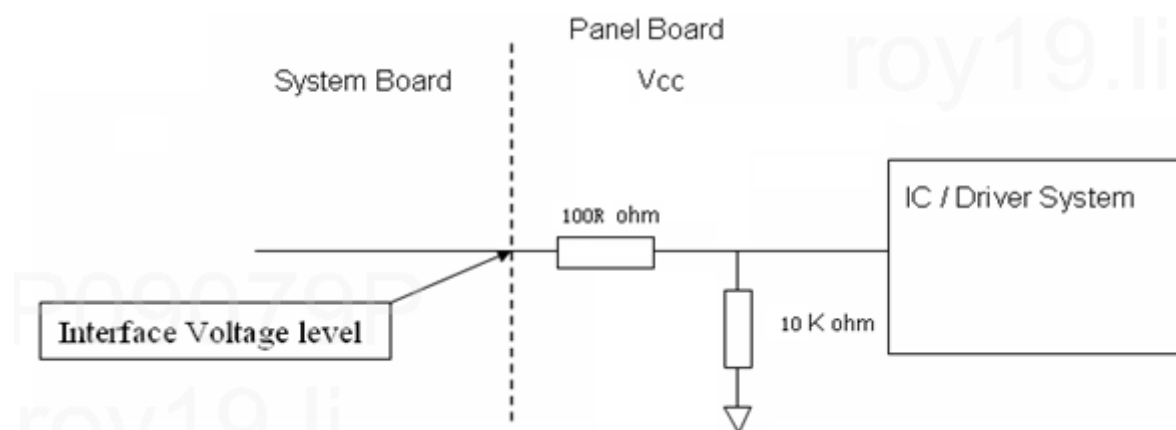 Panel Board
roy19.li
System Board
Vcc
IC / Driver System
100R ohm
P09079P
Interface Voltage level
10 K ohm
roy19.li